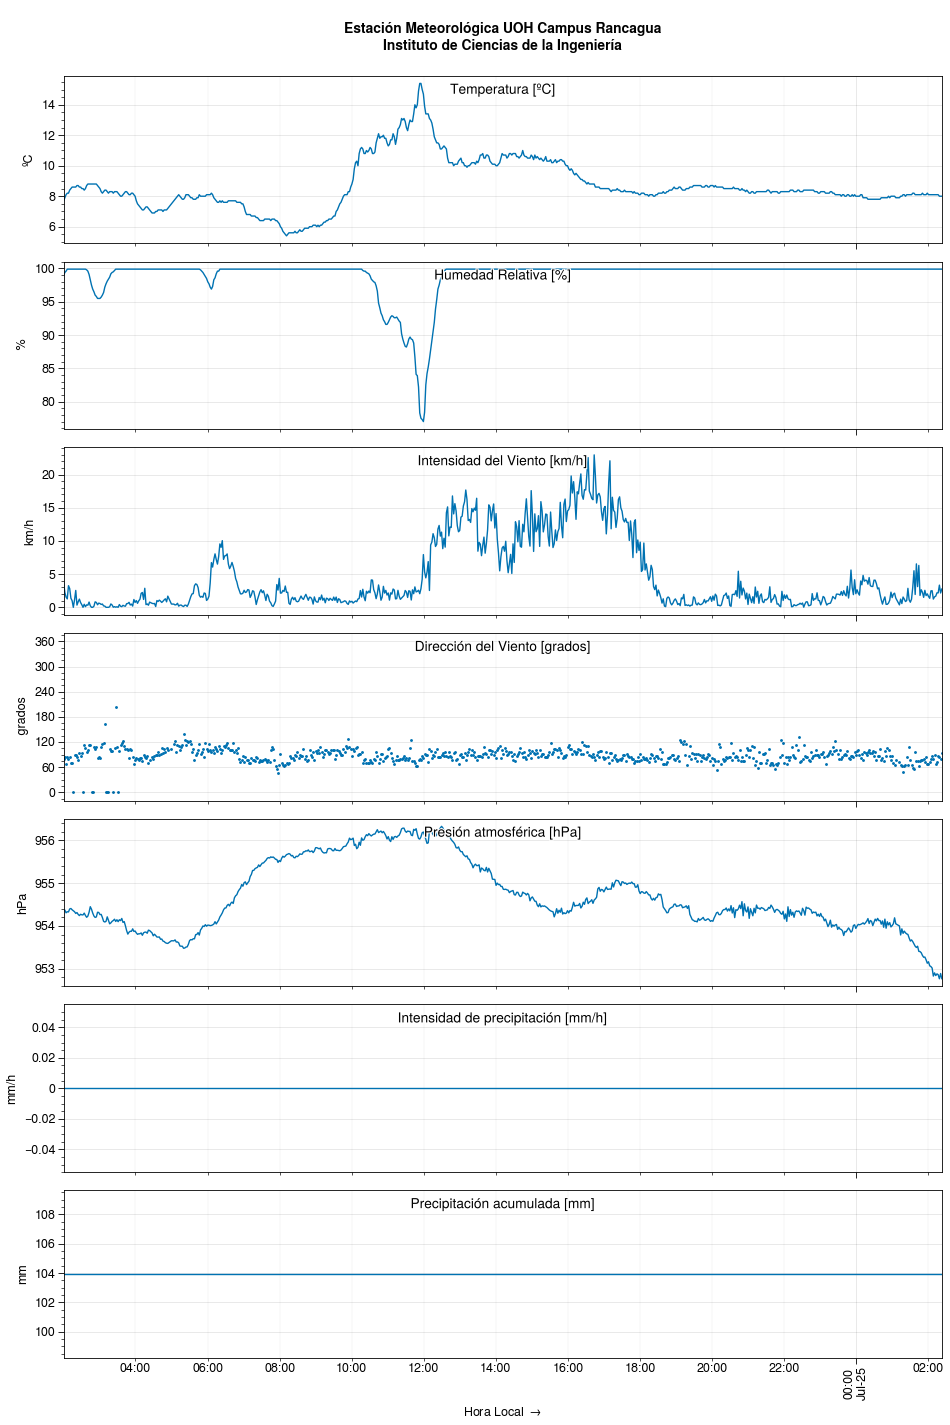 Estación Meteorológica UOH Campus Rancagua
Instituto de Ciencias de la Ingeniería
Temperatura [ºC]
ºC
14
12
10
8
6
Humedad Relativa [%]
%
100
95
90
85
80
Intensidad del Viento [km/h]
km/h
20
15
10
5
0
Dirección del Viento [grados]
grados
360
300
240
180
120
60
0
Presión atmosférica [hPa]
hPa
956
955
954
953
Intensidad de precipitación [mm/h]
mm/h
0.04
0.02
0
−0.02
−0.04
Precipitación acumulada [mm]
mm
108
106
104
102
100
04:00 06:00 08:00 10:00 12:00 14:00 16:00 18:00 20:00 22:00 00:00 02:00
Jul-25
Hora Local →